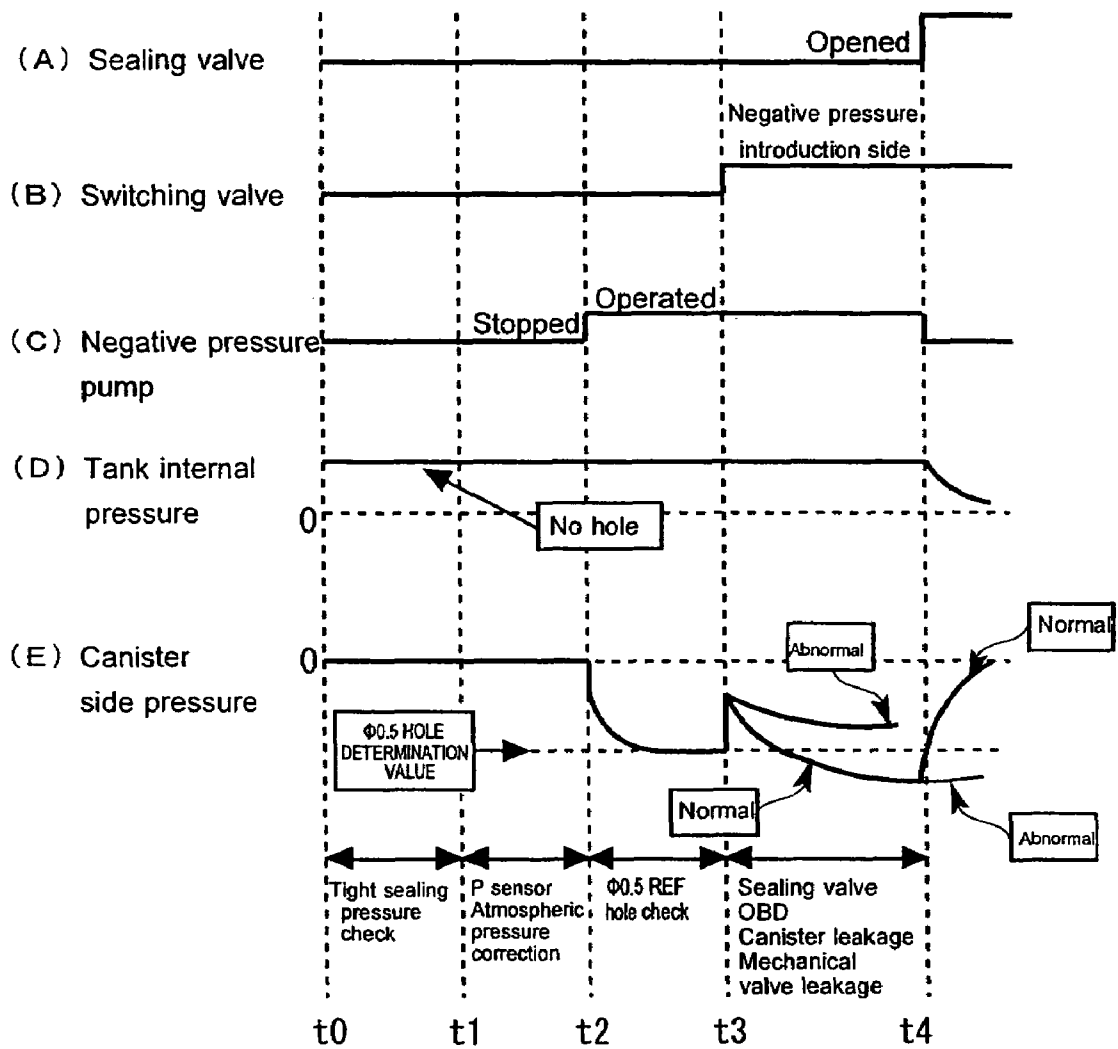 Opened
(A) Sealing valve
Negative pressure
introduction side
(B) Switching valve
Operated
Stopped
(C) Negative pressure
pump
(D) Tank internal
pressure
0
No hole
(E) Canister
side pressure
0
Abnormal
Normal
Φ0.5 HOLE
DETERMINATION
VALUE
Normal
Abnormal
Tight sealing
pressure
check
P sensor
Atmospheric
pressure
correction
Φ0.5 REF
hole check
Sealing valve
OBD
Canister leakage
Mechanical
valve leakage
t0
t1
t2
t3
t4